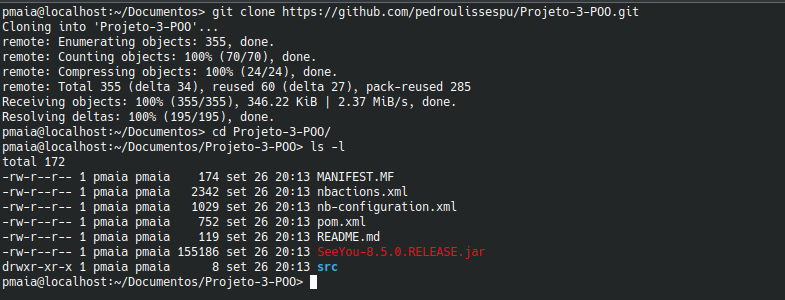 pmaia@localhost:~/Documentos> git clone https://github.com/pedroulissespu/Projeto-3-POO.git
Cloning into 'Projeto-3-POO'...
remote: Enumerating objects: 355, done.
remote: Counting objects: 100% (70/70), done.
remote: Compressing objects: 100% (24/24), done.
remote: Total 355 (delta 34), reused 60 (delta 27), pack-reused 285
Receiving objects: 100% (355/355), 346.22 KiB | 2.37 MiB/s, done.
Resolving deltas: 100% (195/195), done.
pmaia@localhost:~/Documentos> cd Projeto-3-POO/
pmaia@localhost:~/Documentos/Projeto-3-POO> ls -l
total 172
-rw-r--r-- 1 pmaia pmaia    174 set 26 20:13 MANIFEST.MF
-rw-r--r-- 1 pmaia pmaia   2342 set 26 20:13 nbactions.xml
-rw-r--r-- 1 pmaia pmaia   1029 set 26 20:13 nb-configuration.xml
-rw-r--r-- 1 pmaia pmaia    752 set 26 20:13 pom.xml
-rw-r--r-- 1 pmaia pmaia    119 set 26 20:13 README.md
-rw-r--r-- 1 pmaia pmaia 155186 set 26 20:13 SeeYou-8.5.0.RELEASE.jar
drwxr-xr-x 1 pmaia pmaia      8 set 26 20:13 src
pmaia@localhost:~/Documentos/Projeto-3-POO>